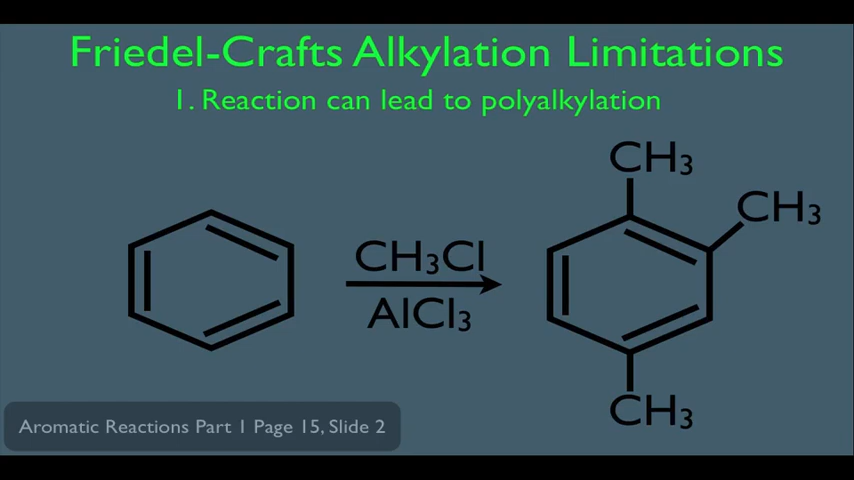 Friedel-Crafts Alkylation Limitations
1. Reaction can lead to polyalkylation
CH₃
CH₃
CH₃Cl
AlCl₃
CH₃
Aromatic Reactions Part 1 Page 15, Slide 2